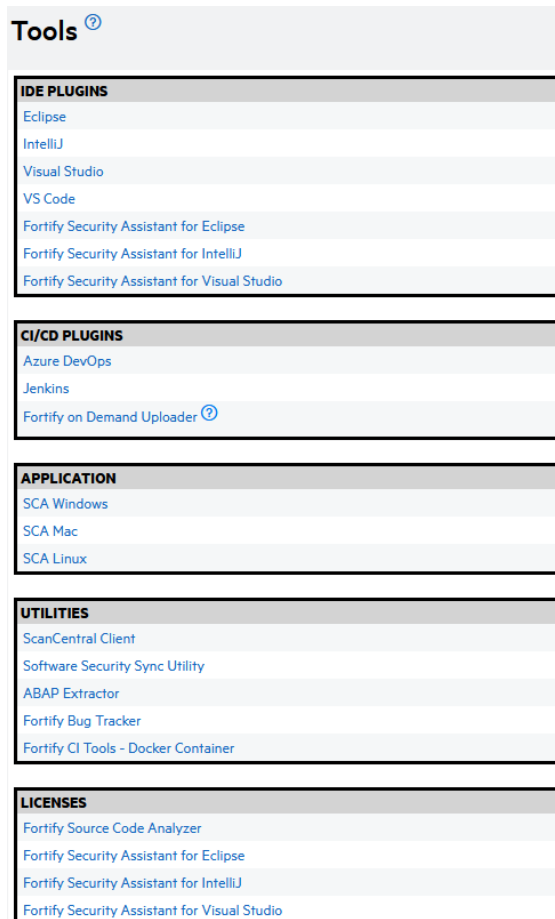 Tools ?
IDE PLUGINS
Eclipse
IntelliJ
Visual Studio
VS Code
Fortify Security Assistant for Eclipse
Fortify Security Assistant for IntelliJ
Fortify Security Assistant for Visual Studio
CI/CD PLUGINS
Azure DevOps
Jenkins
Fortify on Demand Uploader ?
APPLICATION
SCA Windows
SCA Mac
SCA Linux
UTILITIES
ScanCentral Client
Software Security Sync Utility
ABAP Extractor
Fortify Bug Tracker
Fortify CI Tools - Docker Container
LICENSES
Fortify Source Code Analyzer
Fortify Security Assistant for Eclipse
Fortify Security Assistant for IntelliJ
Fortify Security Assistant for Visual Studio